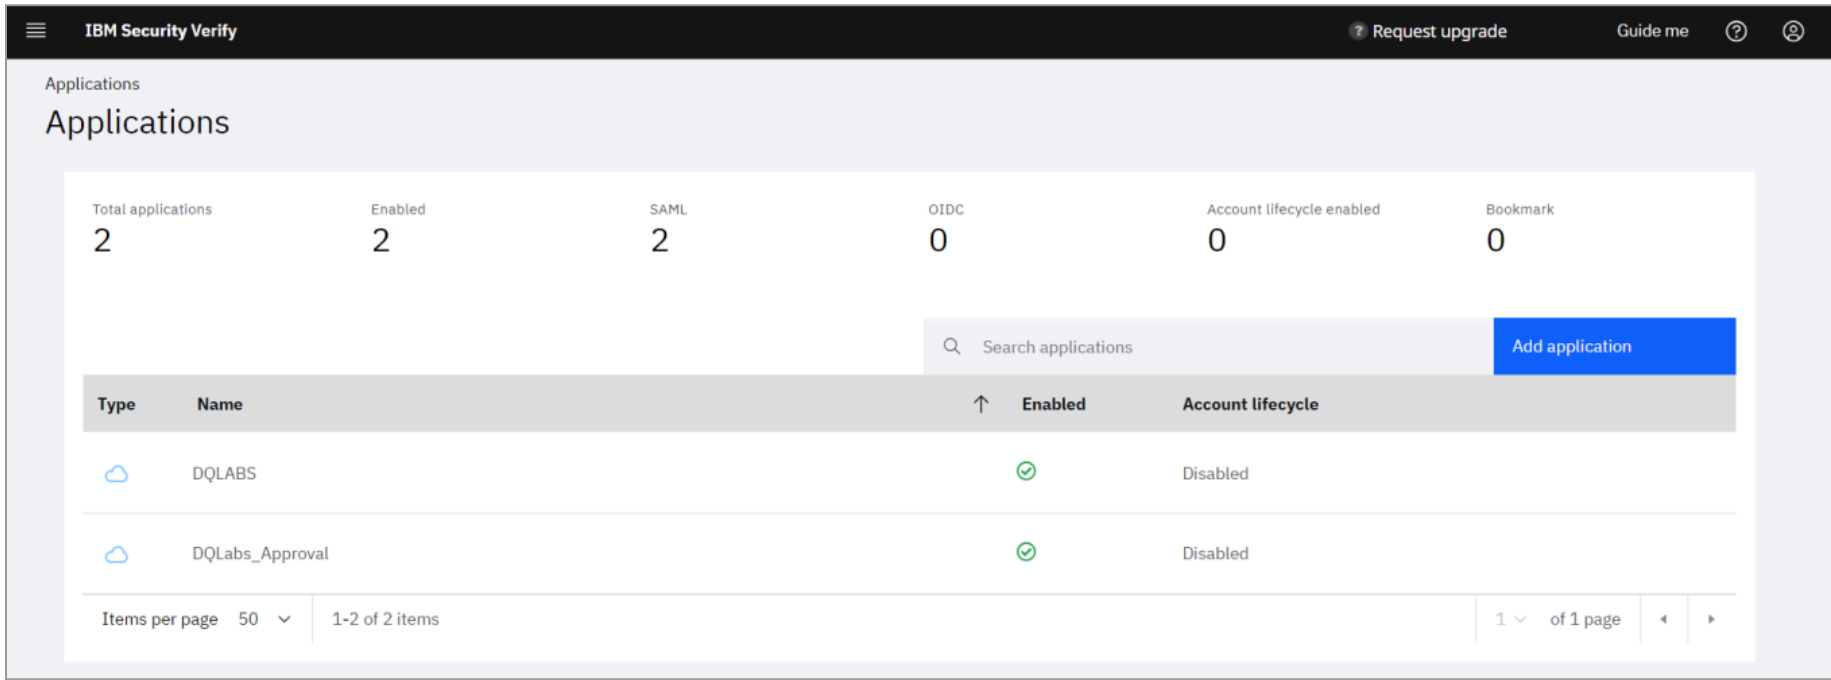 IBM Security Verify ? Request upgrade Guide me ?
Applications
Applications
Total applications Enabled SAML OIDC Account lifecycle enabled Bookmark
2 2 2 0 0 0
Search applications Add application
Type Name Enabled Account lifecycle
DQLABS Disabled
DQLabs_Approval Disabled
Items per page 50 1-2 of 2 items 1 of 1 page